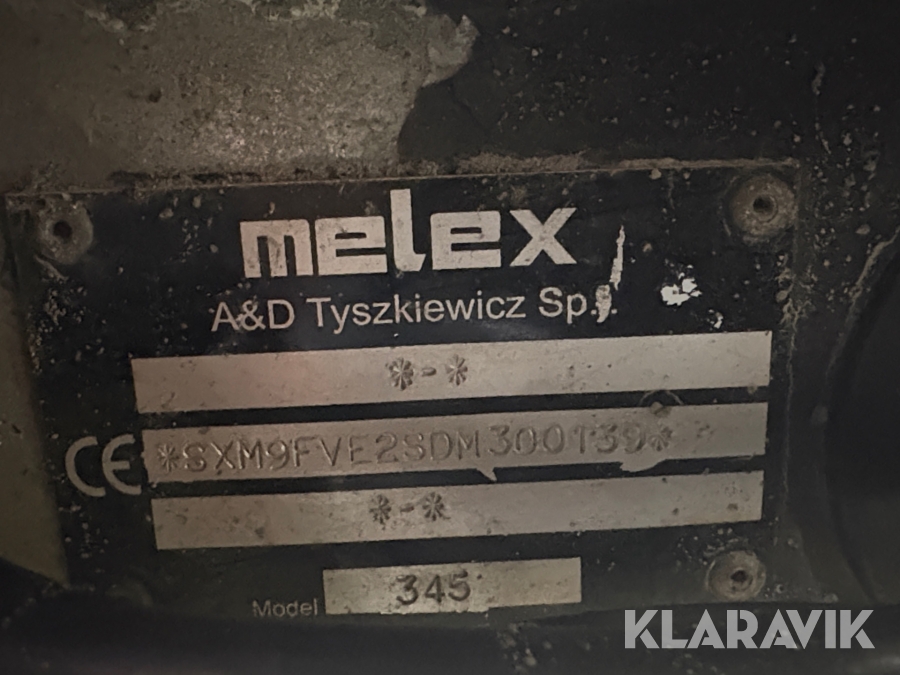 melex
A&D Tyszkiewicz Sp.j.
*-*
CE *SXM9FVE2SDM300139*
*-*
Model 345
KLARAVIK